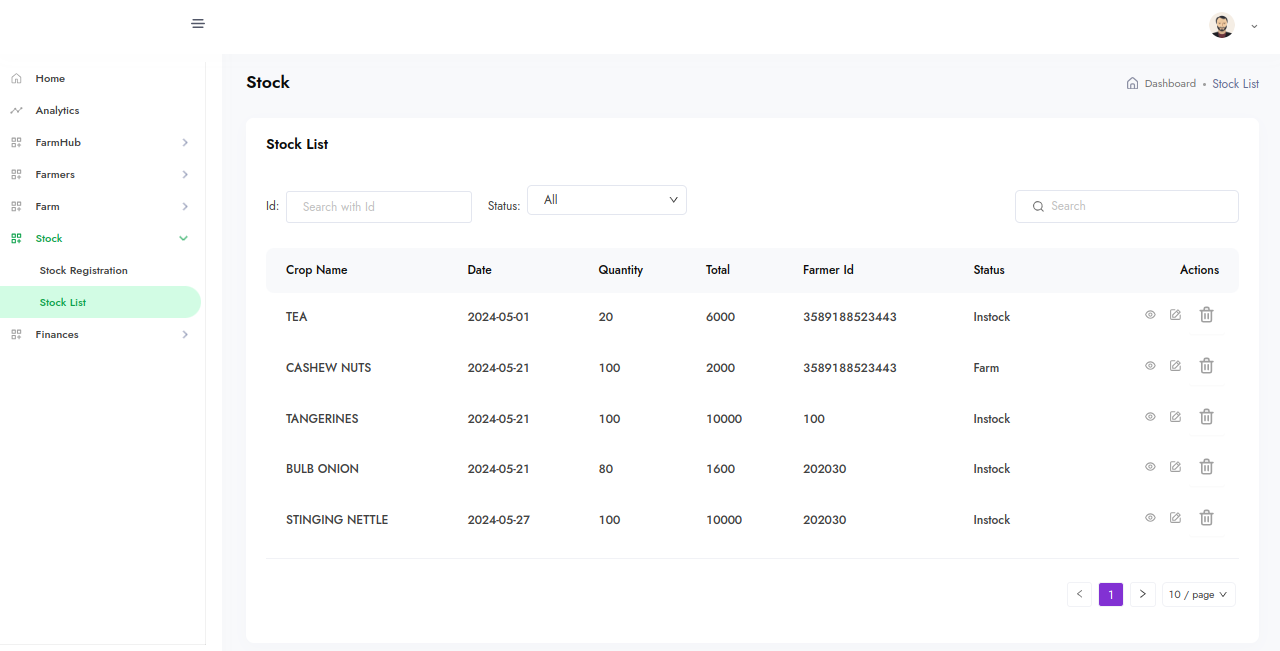 Home
Analytics
FarmHub
Farmers
Farm
Stock
Stock Registration
Stock List
Finances
Stock
Dashboard • Stock List
Stock List
Id: Search with Id Status: All Search
Crop Name Date Quantity Total Farmer Id Status Actions
TEA 2024-05-01 20 6000 3589188523443 Instock
CASHEW NUTS 2024-05-21 100 2000 3589188523443 Farm
TANGERINES 2024-05-21 100 10000 100 Instock
BULB ONION 2024-05-21 80 1600 202030 Instock
STINGING NETTLE 2024-05-27 100 10000 202030 Instock
1 10 / page